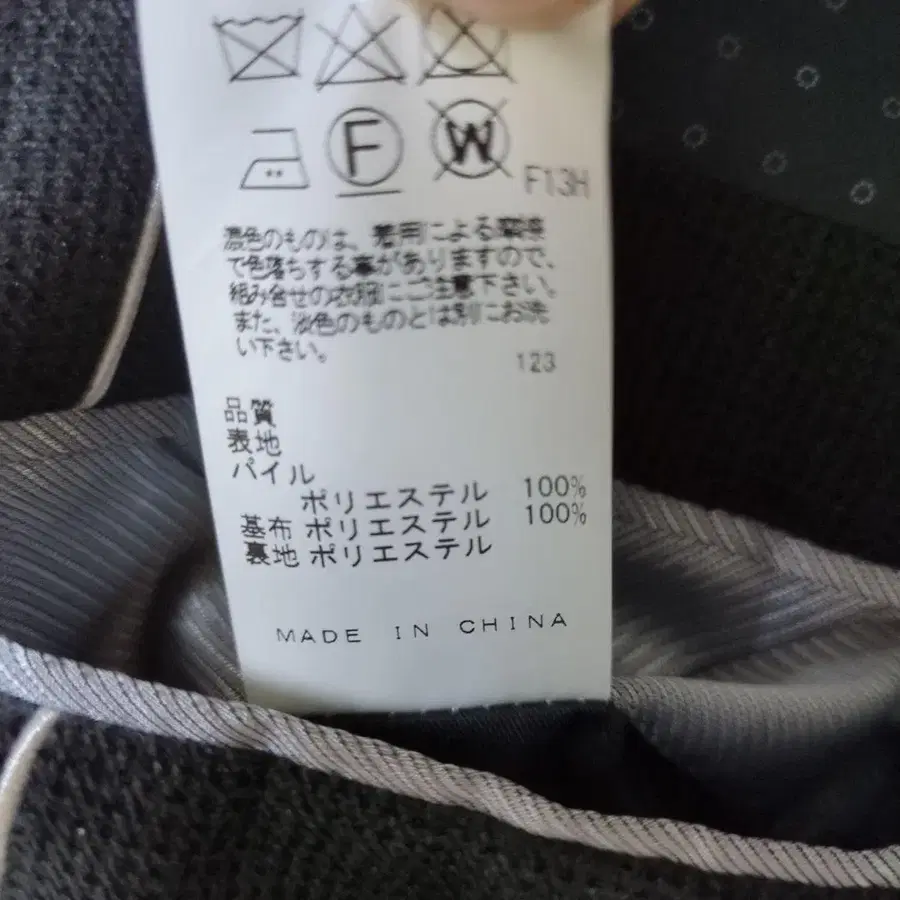 F
W
F13H
濃色のものは、着用による摩擦
で色落ちする事がありますので、
組み合せの衣服にご注意下さい。
また、淡色のものとは別にお洗
い下さい。
123
品質
表地
パイル
ポリエステル 100%
基布 ポリエステル 100%
裏地 ポリエステル
MADE IN CHINA